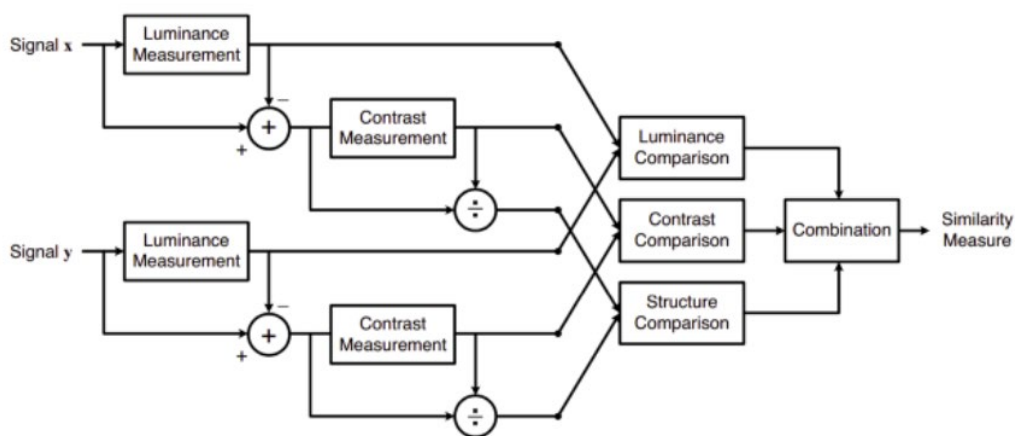 Signal x
Luminance
Measurement
−
+
+
Contrast
Measurement
÷
Luminance
Comparison
Signal y
Luminance
Measurement
−
+
+
Contrast
Measurement
÷
Contrast
Comparison
Structure
Comparison
Combination
Similarity
Measure